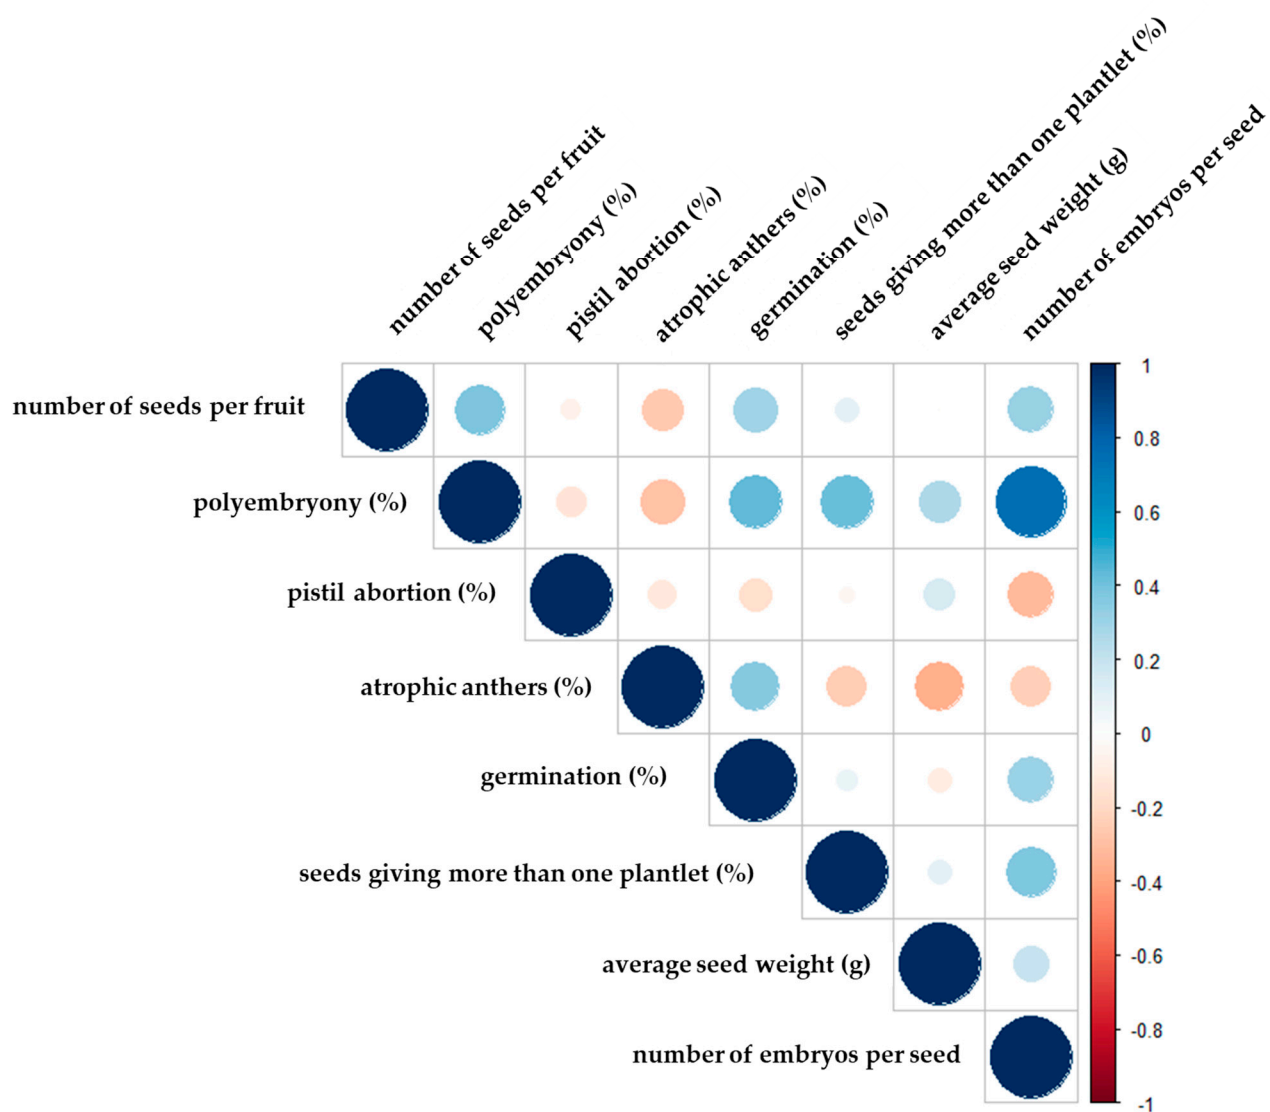 number of seeds per fruit
polyembryony (%)
pistil abortion (%)
atrophic anthers (%)
germination (%)
seeds giving more than one plantlet (%)
average seed weight (g)
number of embryos per seed
number of seeds per fruit
polyembryony (%)
pistil abortion (%)
atrophic anthers (%)
germination (%)
seeds giving more than one plantlet (%)
average seed weight (g)
number of embryos per seed
1
0.8
0.6
0.4
0.2
0
-0.2
-0.4
-0.6
-0.8
-1